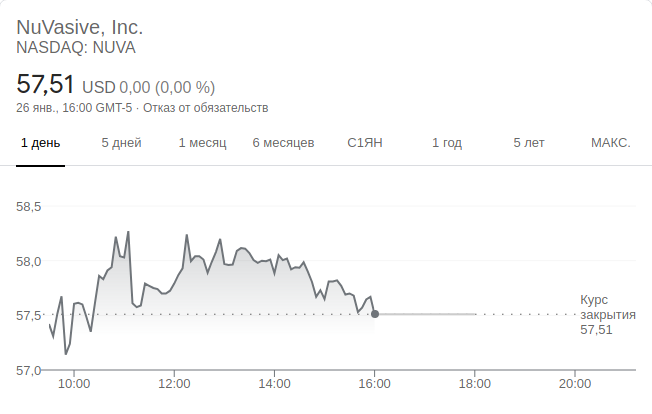 NuVasive, Inc.
NASDAQ: NUVA
57,51 USD 0,00 (0,00 %)
26 янв., 16:00 GMT-5 · Отказ от обязательств
1 день 5 дней 1 месяц 6 месяцев С1ЯН 1 год 5 лет МАКС.
58,5
58,0
57,5
57,0
Курс
закрытия
57,51
10:00 12:00 14:00 16:00 18:00 20:00